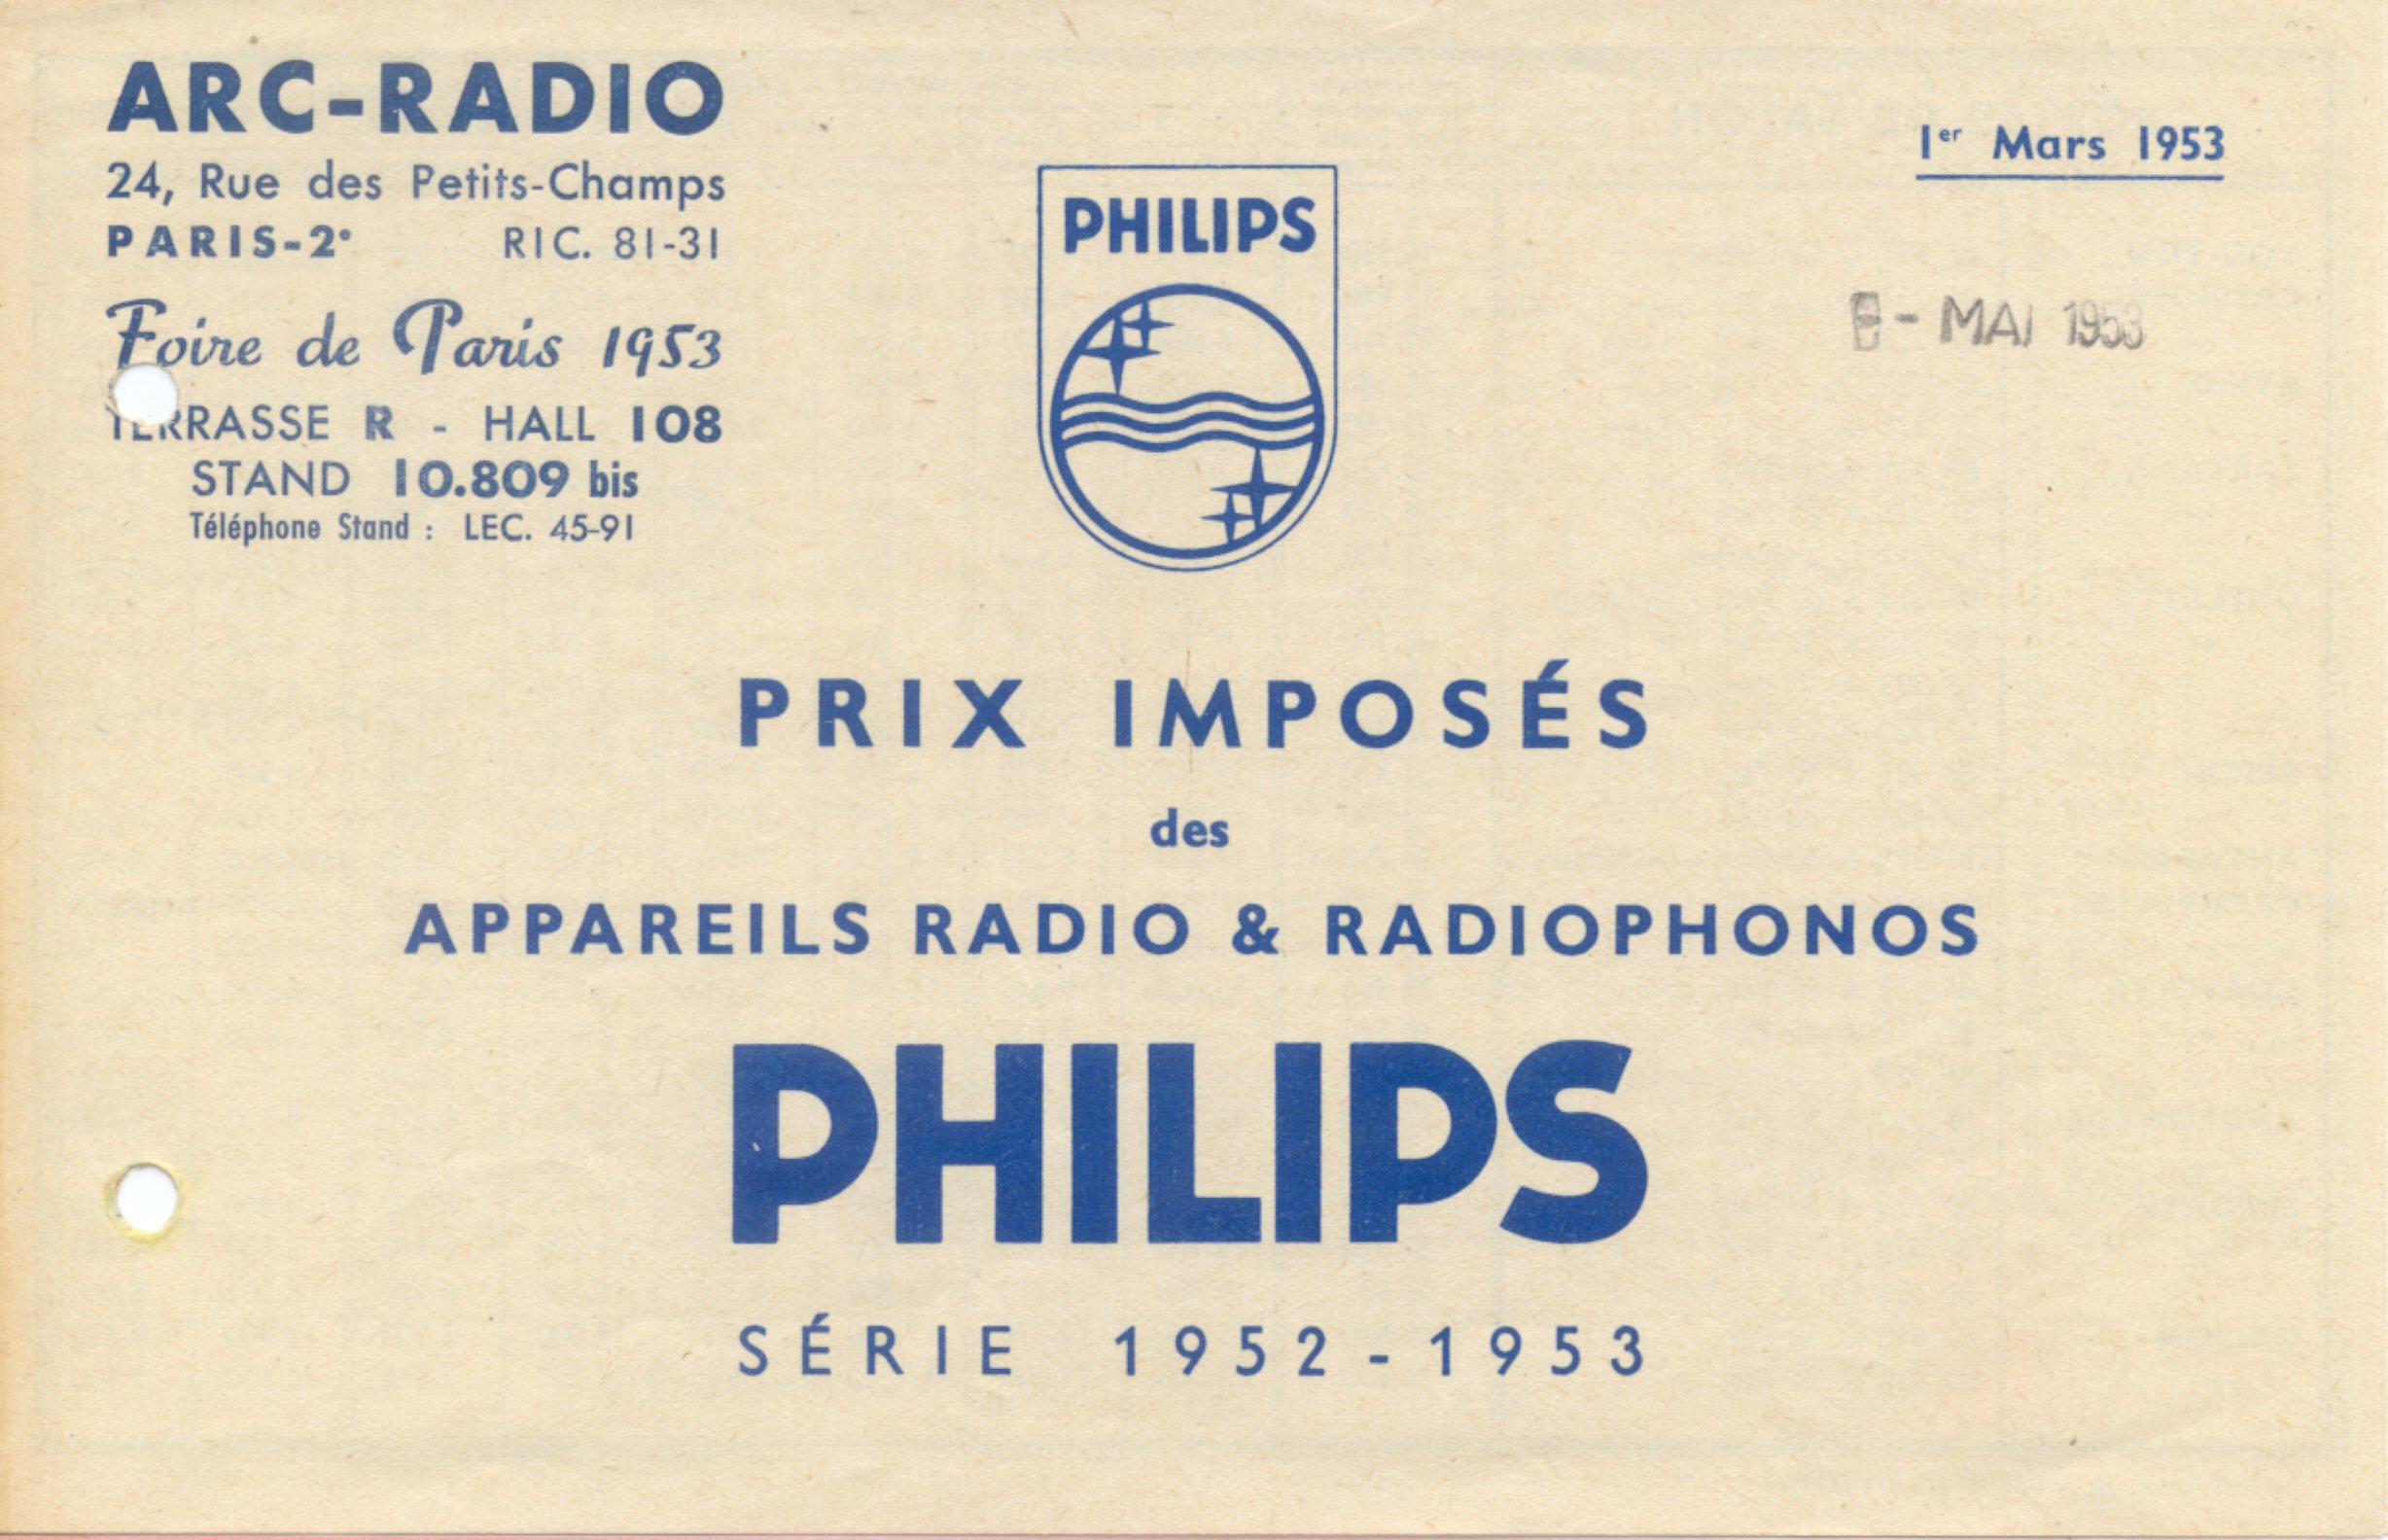 ARC-RADIO
24, Rue des Petits-Champs
PARIS-2e RIC. 81-31
Foire de Paris 1953
TERRASSE R - HALL 108
STAND 10.809 bis
Téléphone Stand : LEC. 45-91
PHILIPS
1er Mars 1953
- MAI 1953
PRIX IMPOSÉS
des
APPAREILS RADIO & RADIOPHONOS
PHILIPS
SÉRIE 1952-1953